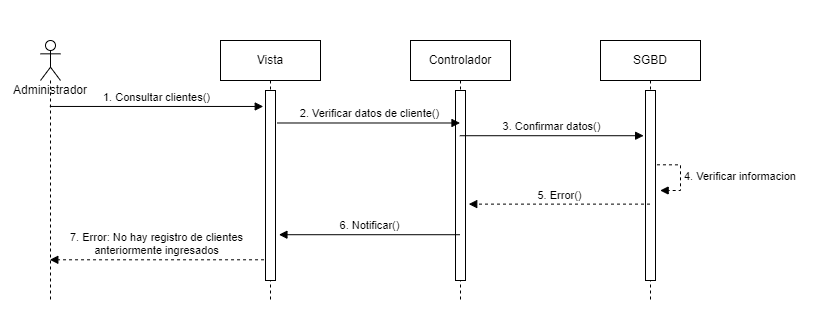 Vista
Controlador
SGBD
Administrador
1. Consultar clientes()
2. Verificar datos de cliente()
3. Confirmar datos()
4. Verificar informacion
5. Error()
6. Notificar()
7. Error: No hay registro de clientes
anteriormente ingresados